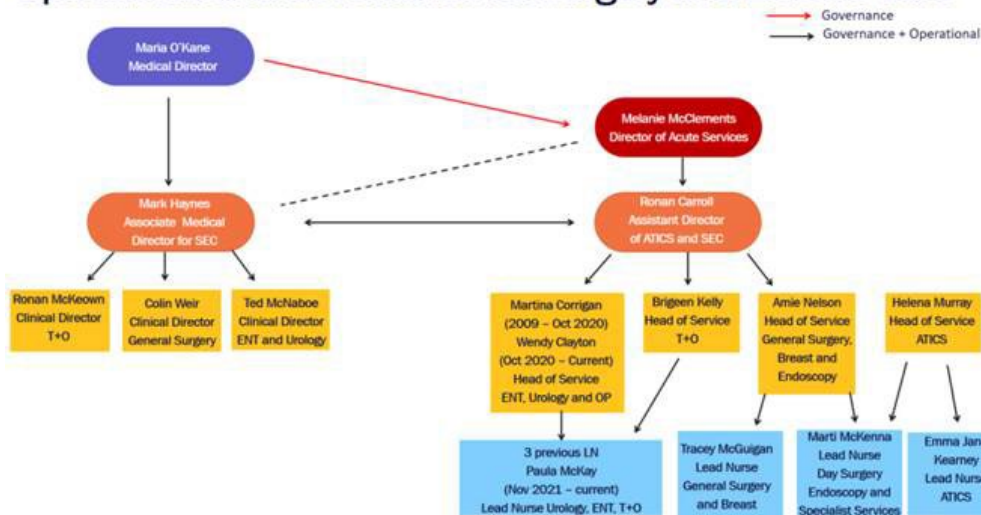 Governance
Governance + Operational
Maria O'Kane
Medical Director
Melanie McClements
Director of Acute Services
Mark Haynes
Associate Medical
Director for SEC
Ronan Carroll
Assistant Director
of ATICS and SEC
Ronan McKeown
Clinical Director
T+O
Colin Weir
Clinical Director
General Surgery
Ted McNaboe
Clinical Director
ENT and Urology
Martina Corrigan
(2009 – Oct 2020)
Wendy Clayton
(Oct 2020 – Current)
Head of Service
ENT, Urology and OP
Brigeen Kelly
Head of Service
T+O
Amie Nelson
Head of Service
General Surgery,
Breast and
Endoscopy
Helena Murray
Head of Service
ATICS
3 previous LN
Paula McKay
(Nov 2021 – current)
Lead Nurse Urology, ENT, T+O
Tracey McGuigan
Lead Nurse
General Surgery
and Breast
Marti McKenna
Lead Nurse
Day Surgery
Endoscopy and
Specialist Services
Emma Jan
Kearney
Lead Nurs
ATICS